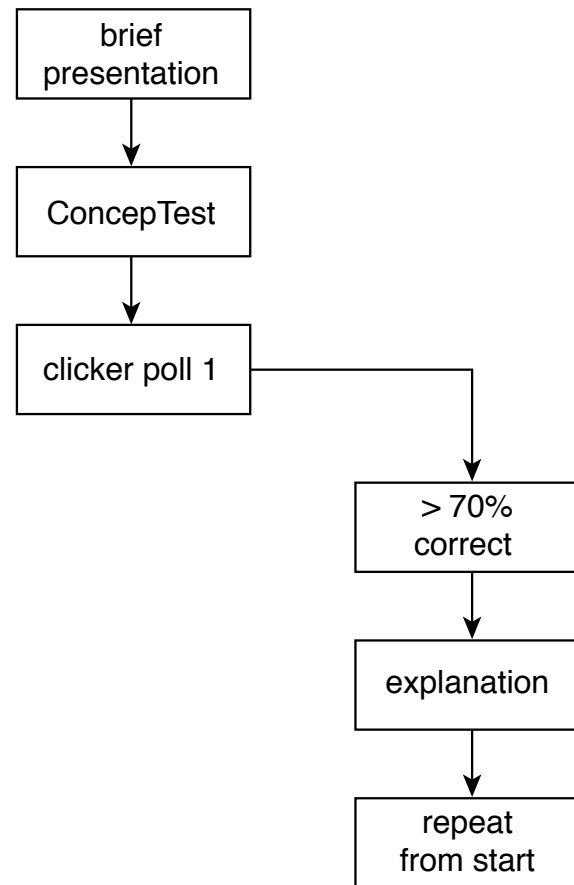 brief
presentation
ConcepTest
clicker poll 1
> 70%
correct
explanation
repeat
from start